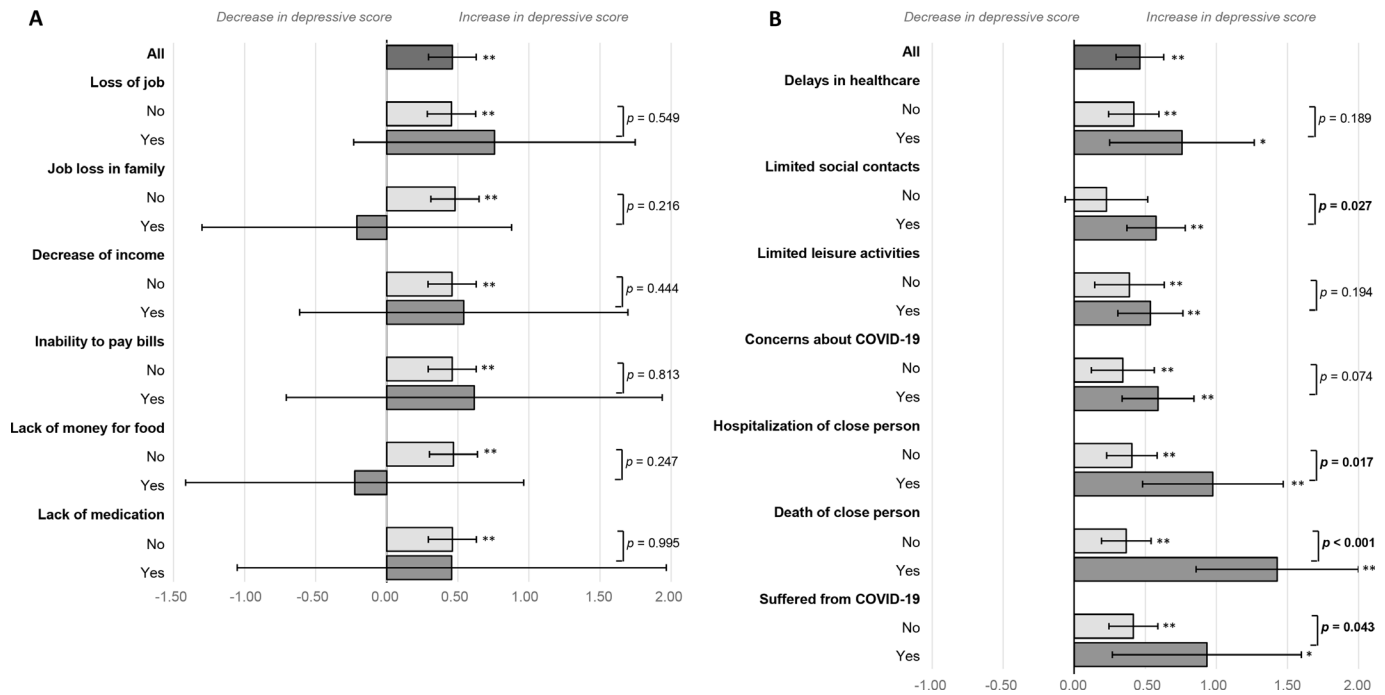 A
Decrease in depressive score Increase in depressive score
All **
Loss of job
No **
p = 0.549
Yes
Job loss in family
No **
p = 0.216
Yes
Decrease of income
No **
p = 0.444
Yes
Inability to pay bills
No **
p = 0.813
Yes
Lack of money for food
No **
p = 0.247
Yes
Lack of medication
No **
p = 0.995
Yes
-1.50 -1.00 -0.50 0.00 0.50 1.00 1.50 2.00
B
Decrease in depressive score Increase in depressive score
All **
Delays in healthcare
No **
p = 0.189
Yes *
Limited social contacts
No
p = 0.027
Yes **
Limited leisure activities
No **
p = 0.194
Yes **
Concerns about COVID-19
No **
p = 0.074
Yes **
Hospitalization of close person
No **
p = 0.017
Yes **
Death of close person
No **
p < 0.001
Yes **
Suffered from COVID-19
No **
p = 0.043
Yes *
-1.00 -0.50 0.00 0.50 1.00 1.50 2.00